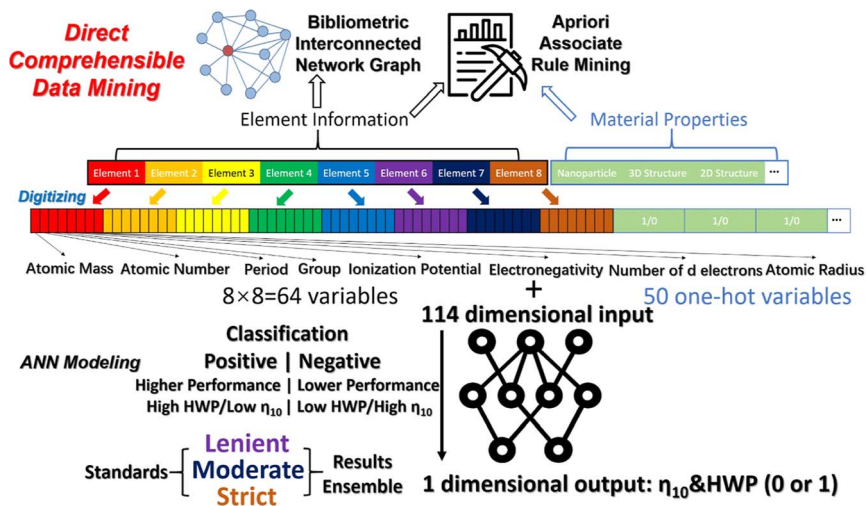 Direct
Comprehensible
Data Mining
Bibliometric
Interconnected
Network Graph
Apriori
Associate
Rule Mining
Element Information
Material Properties
Element 1 Element 2 Element 3 Element 4 Element 5 Element 6 Element 7 Element 8 Nanoparticle 3D Structure 2D Structure ...
Digitizing
1/0 1/0 1/0 ...
Atomic Mass Atomic Number Period Group Ionization Potential Electronegativity Number of d electrons Atomic Radius
8×8=64 variables + 50 one-hot variables
114 dimensional input
ANN Modeling
Classification
Positive | Negative
Higher Performance | Lower Performance
High HWP/Low η₁₀ | Low HWP/High η₁₀
Standards
Lenient
Moderate
Strict
Results
Ensemble
1 dimensional output: η₁₀&HWP (0 or 1)